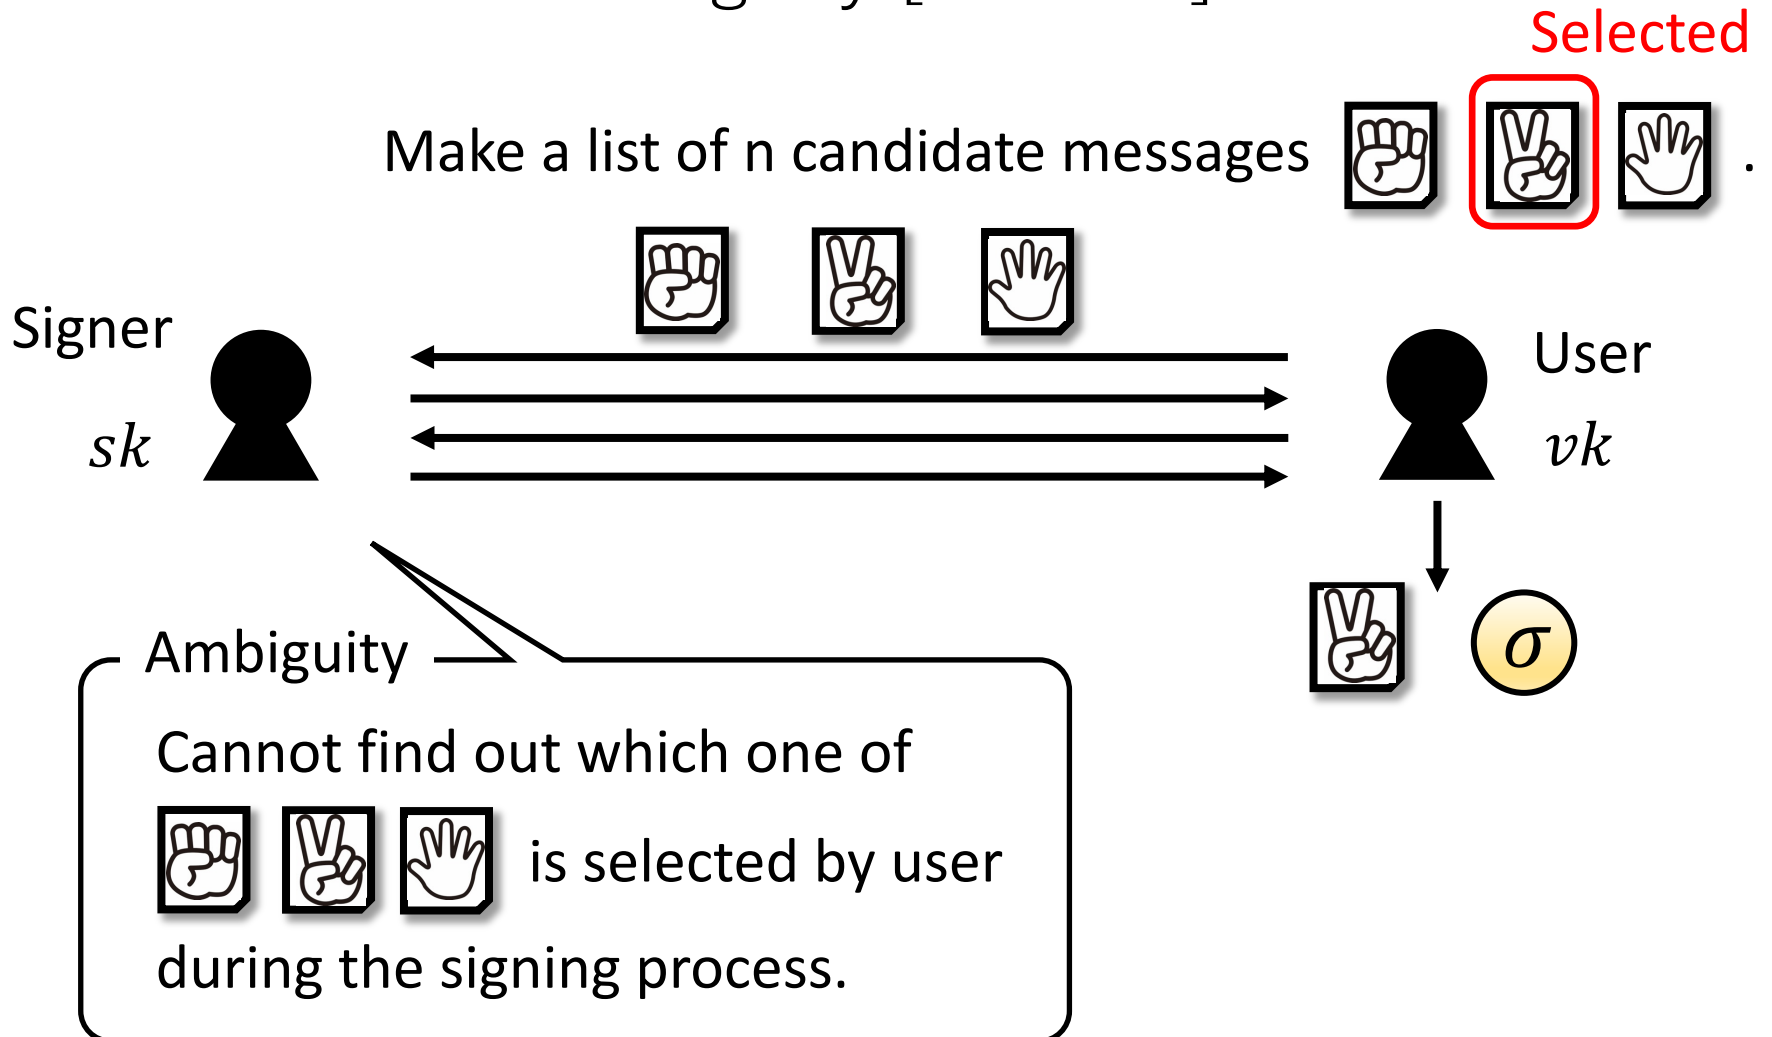 Selected
Make a list of n candidate messages .
Signer
User
sk
vk
σ
Ambiguity
Cannot find out which one of
is selected by user
during the signing process.